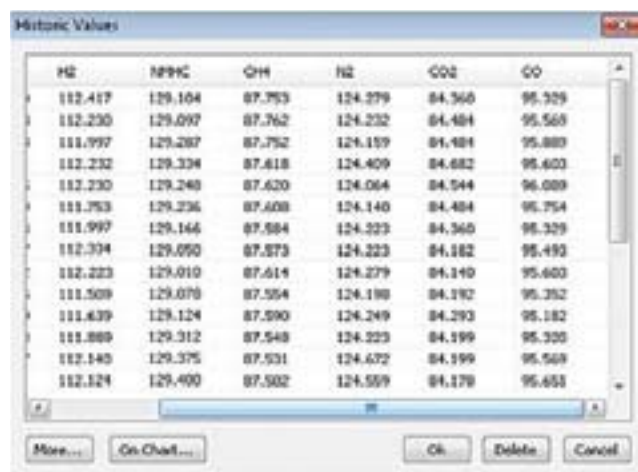 Historic Values
H2 NMHC CH4 N2 CO2 CO
112.417 129.104 87.753 124.279 84.360 95.329
112.230 129.097 87.762 124.232 84.484 95.569
111.997 129.287 87.752 124.159 84.484 95.889
112.232 129.334 87.618 124.409 84.682 95.603
112.230 129.248 87.620 124.064 84.544 96.089
111.753 129.236 87.608 124.140 84.484 95.754
111.997 129.166 87.584 124.223 84.360 95.329
112.334 129.050 87.573 124.223 84.182 95.493
112.223 129.010 87.614 124.279 84.140 95.600
111.509 129.078 87.554 124.198 84.192 95.352
111.639 129.124 87.590 124.249 84.293 95.182
111.889 129.312 87.548 124.223 84.199 95.320
112.140 129.375 87.531 124.672 84.199 95.569
112.124 129.400 87.502 124.559 84.178 95.651
More... On Chart... Ok Delete Cancel